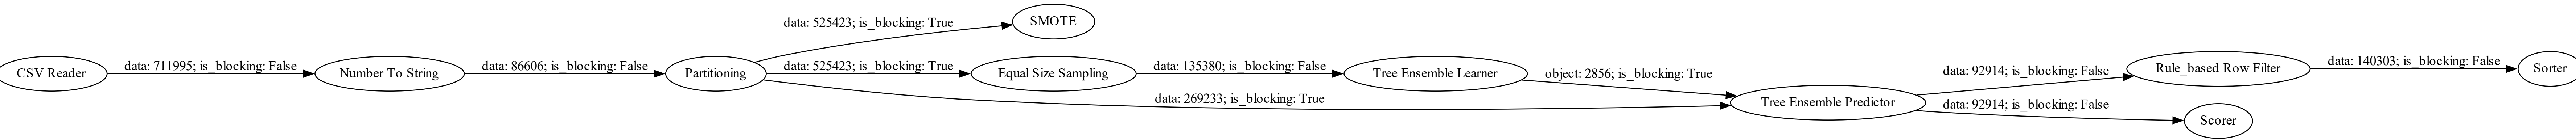 CSV Reader
data: 711995; is_blocking: False
Number To String
data: 86606; is_blocking: False
Partitioning
data: 525423; is_blocking: True
SMOTE
data: 525423; is_blocking: True
Equal Size Sampling
data: 135380; is_blocking: False
Tree Ensemble Learner
object: 2856; is_blocking: True
data: 269233; is_blocking: True
Tree Ensemble Predictor
data: 92914; is_blocking: False
Rule_based Row Filter
data: 140303; is_blocking: False
Sorter
data: 92914; is_blocking: False
Scorer